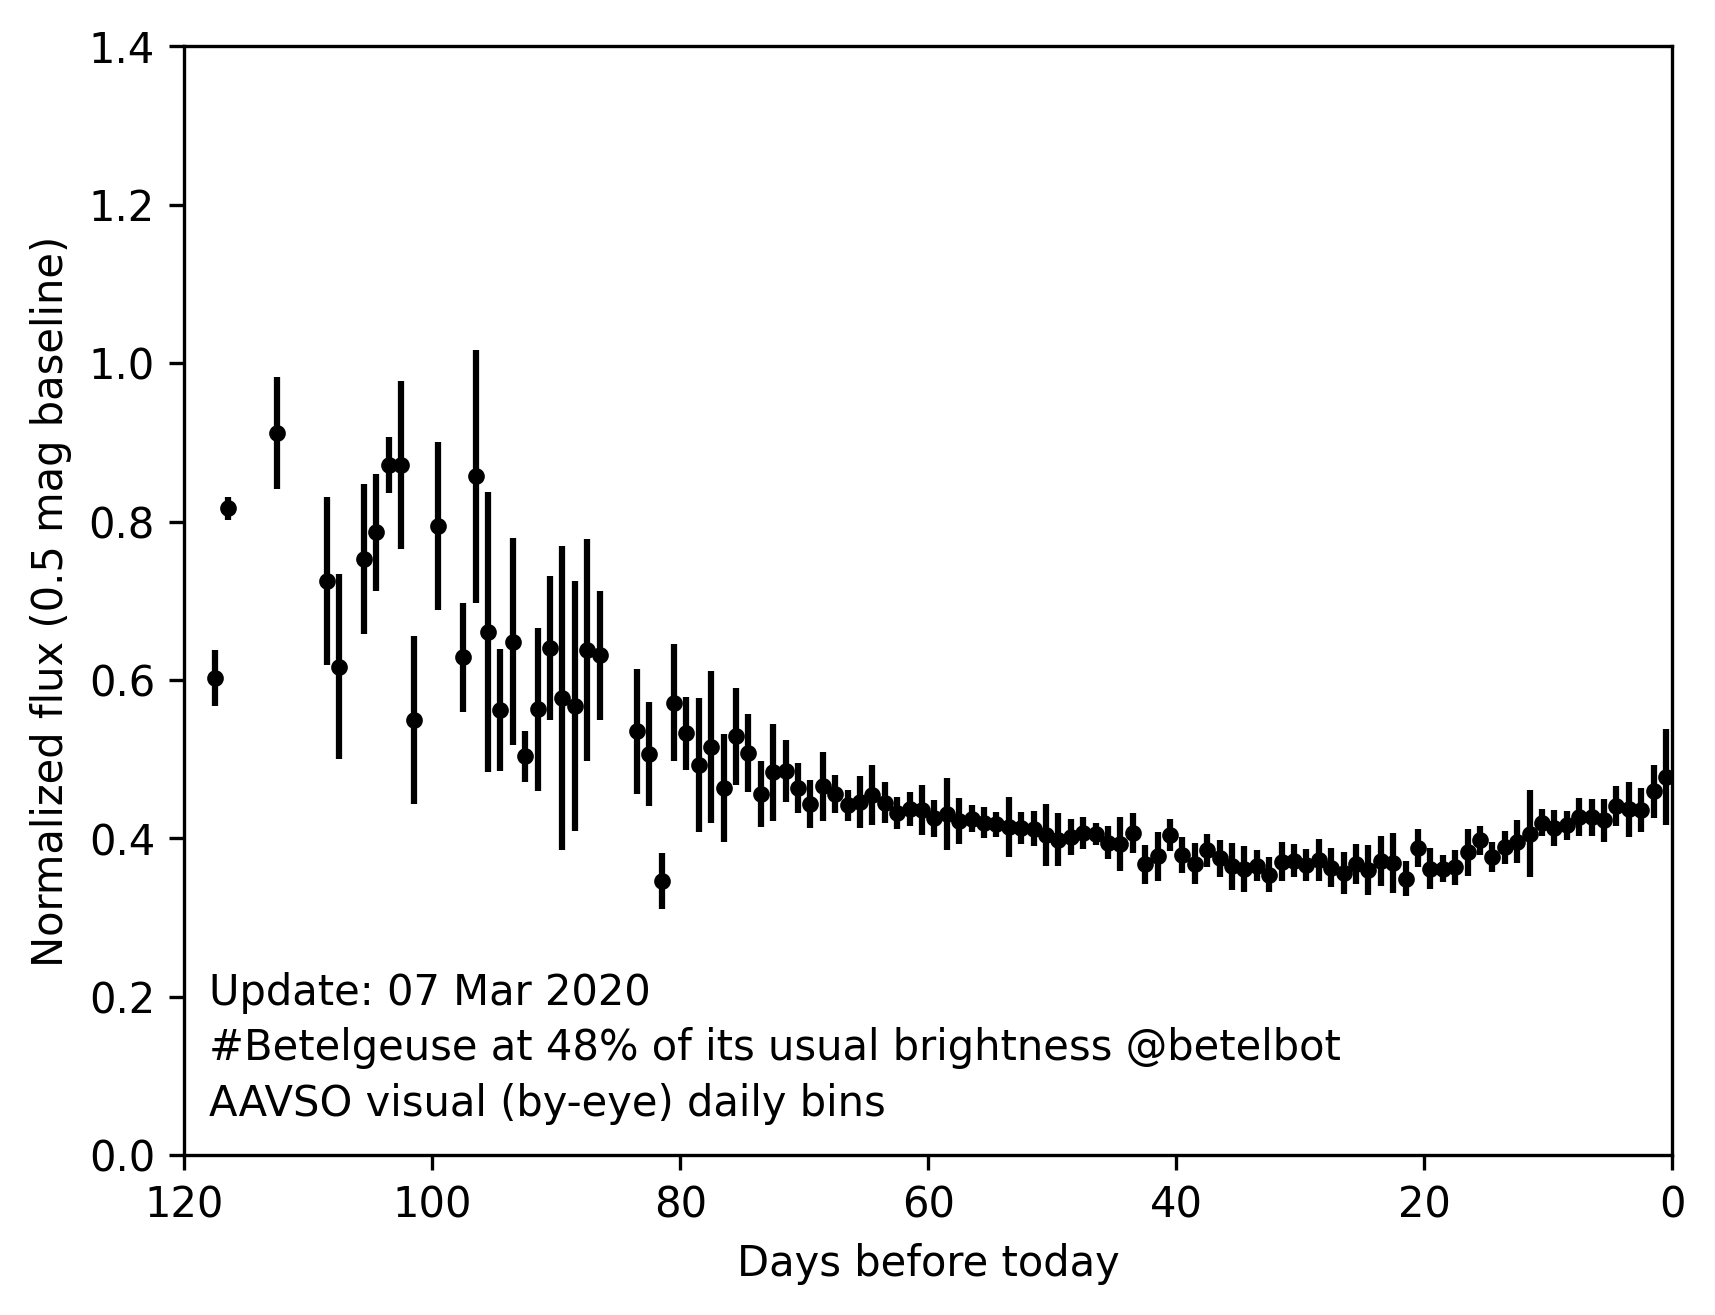 1.4
1.2
1.0
0.8
0.6
0.4
0.2
0.0
Normalized flux (0.5 mag baseline)
Update: 07 Mar 2020
#Betelgeuse at 48% of its usual brightness @betelbot
AAVSO visual (by-eye) daily bins
120 100 80 60 40 20 0
Days before today